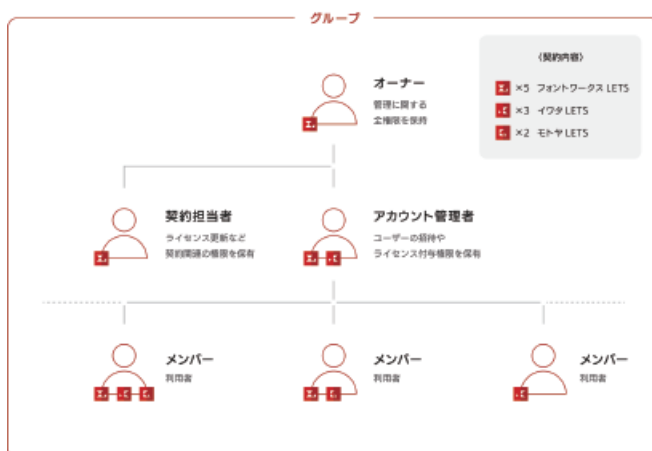 グループ
オーナー
管理に関する
全権限を保持
〈契約内容〉
×5 フォントワークス LETS
×3 イワタ LETS
×2 モトヤ LETS
契約担当者
ライセンス更新など
契約関連の権限を保有
アカウント管理者
ユーザーの招待や
ライセンス付与権限を保有
メンバー
利用者
メンバー
利用者
メンバー
利用者